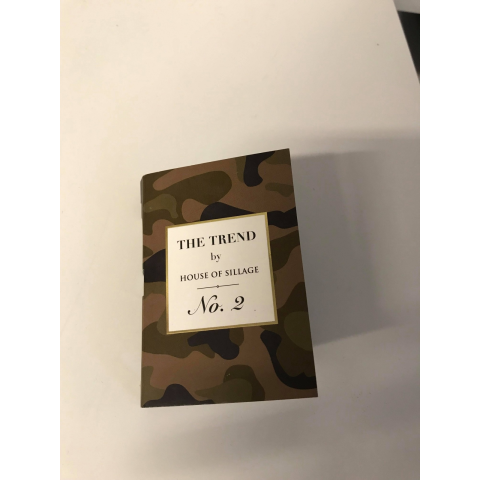 THE TREND
by
HOUSE OF SILLAGE
No. 2